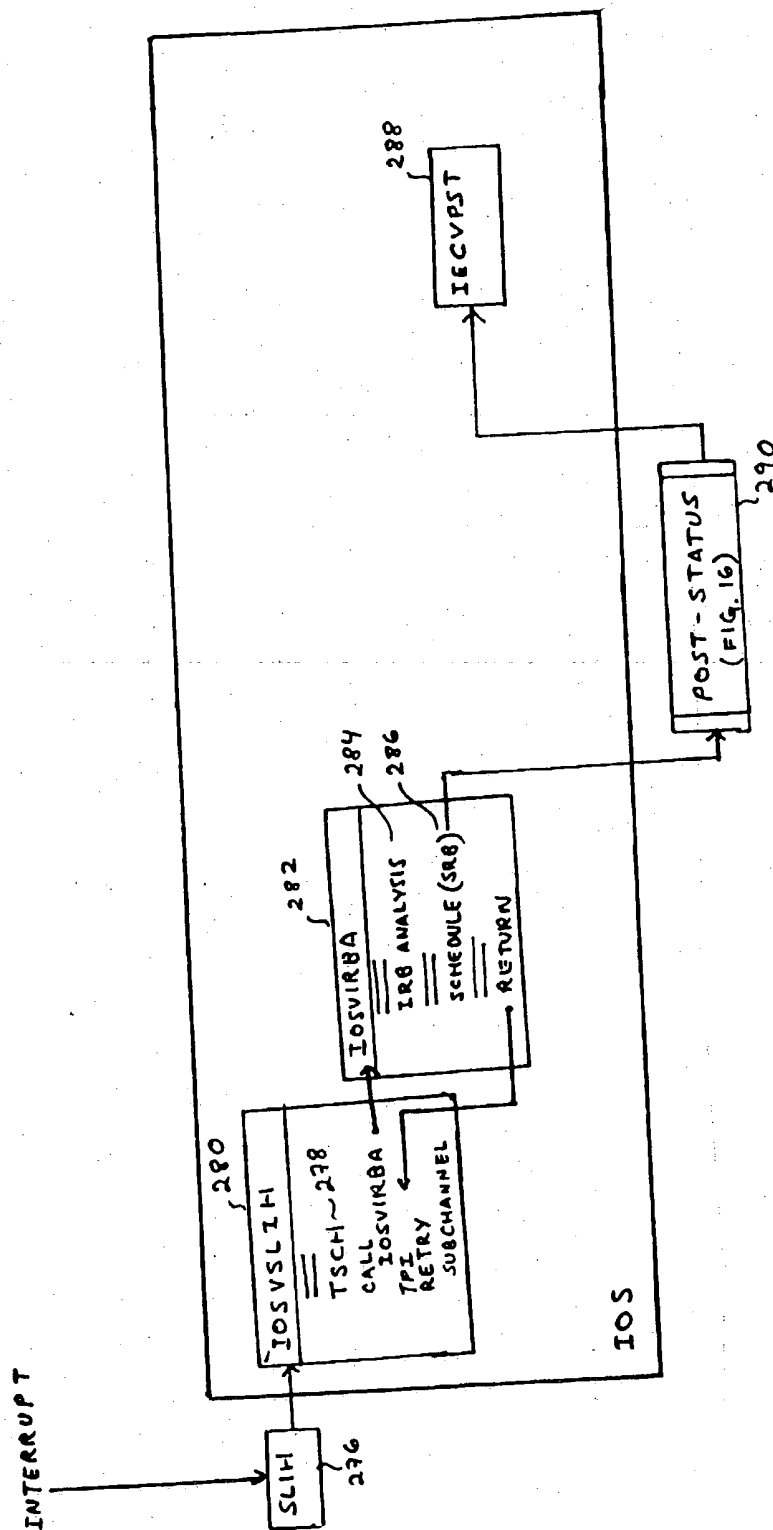 INTERRUPT
SLIH
276
280
IOSVSLIH
TSCH~278
CALL
IOSVIRBA
TPI
RETRY
SUBCHANNEL
282
IOSVIRBA
IRB ANALYSIS
284
SCHEDULE (SRB)
286
RETURN
288
IECVPST
POST-STATUS
(FIG. 16)
290
IOS